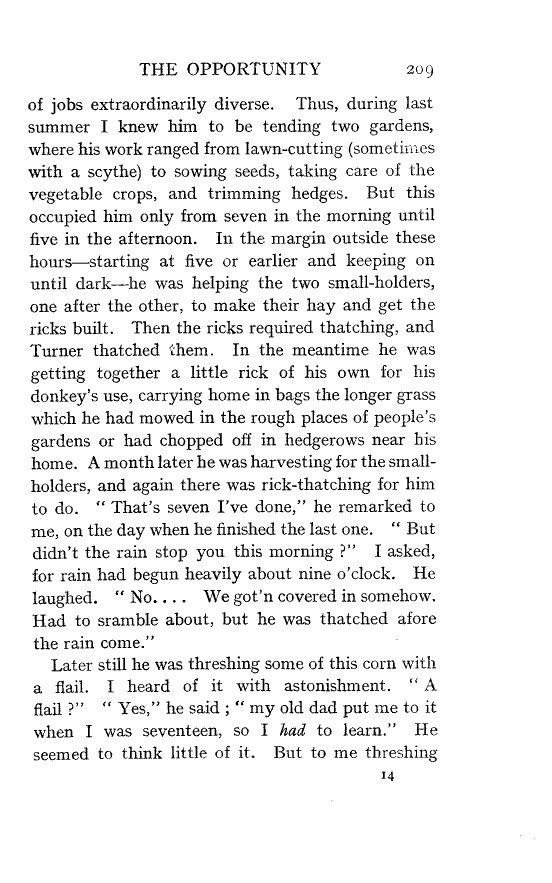 THE OPPORTUNITY 209
of jobs extraordinarily diverse. Thus, during last
summer I knew him to be tending two gardens,
where his work ranged from lawn-cutting (sometimes
with a scythe) to sowing seeds, taking care of the
vegetable crops, and trimming hedges. But this
occupied him only from seven in the morning until
five in the afternoon. In the margin outside these
hours—starting at five or earlier and keeping on
until dark—he was helping the two small-holders,
one after the other, to make their hay and get the
ricks built. Then the ricks required thatching, and
Turner thatched them. In the meantime he was
getting together a little rick of his own for his
donkey's use, carrying home in bags the longer grass
which he had mowed in the rough places of people's
gardens or had chopped off in hedgerows near his
home. A month later he was harvesting for the small-
holders, and again there was rick-thatching for him
to do. “ That's seven I've done,” he remarked to
me, on the day when he finished the last one. “ But
didn't the rain stop you this morning ?” I asked,
for rain had begun heavily about nine o'clock. He
laughed. “ No.... We got'n covered in somehow.
Had to sramble about, but he was thatched afore
the rain come.”
Later still he was threshing some of this corn with
a flail. I heard of it with astonishment. “ A
flail ?” “ Yes,” he said ; “ my old dad put me to it
when I was seventeen, so I had to learn.” He
seemed to think little of it. But to me threshing
14